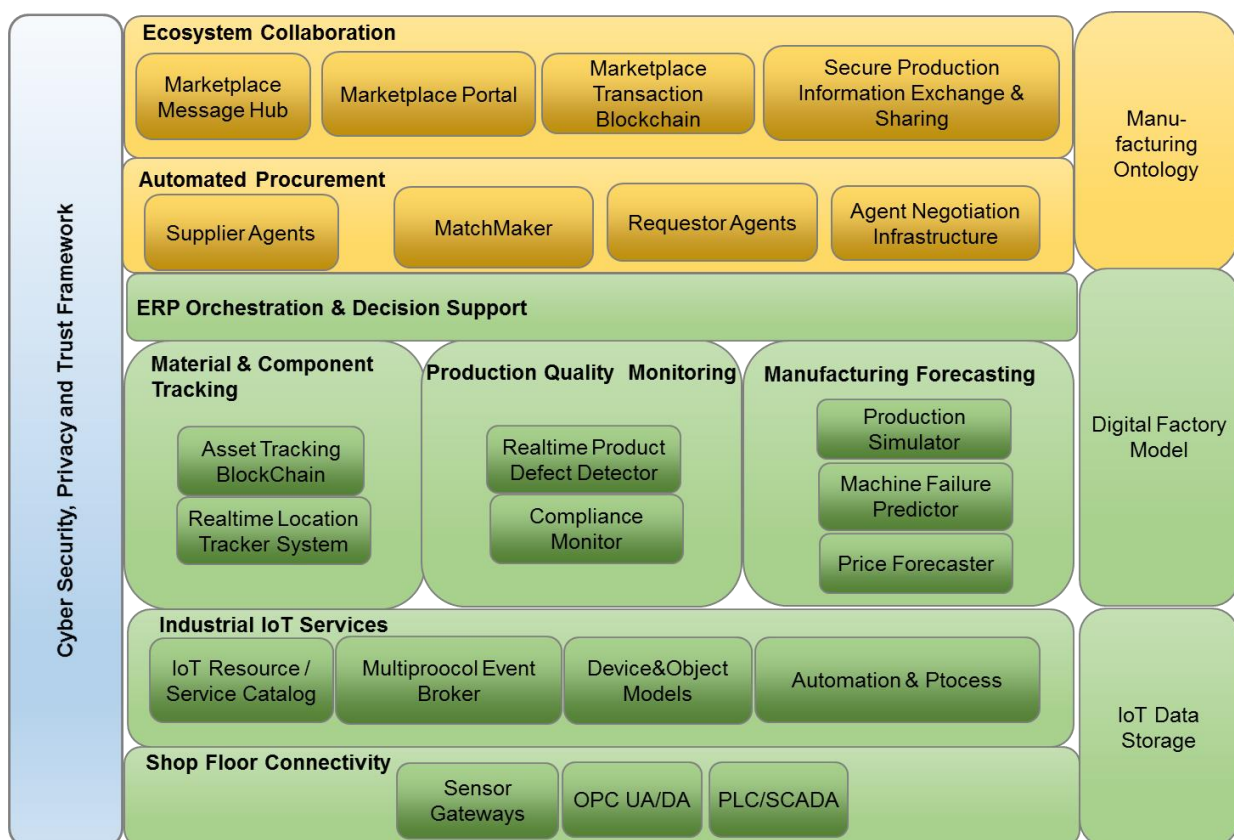 Cyber Security, Privacy and Trust Framework
Ecosystem Collaboration
Marketplace
Message Hub
Marketplace Portal
Marketplace
Transaction
Blockchain
Secure Production
Information Exchange &
Sharing
Manu-
facturing
Ontology
Automated Procurement
Supplier Agents
MatchMaker
Requestor Agents
Agent Negotiation
Infrastructure
ERP Orchestration & Decision Support
Material & Component
Tracking
Asset Tracking
BlockChain
Realtime Location
Tracker System
Production Quality Monitoring
Realtime Product
Defect Detector
Compliance
Monitor
Manufacturing Forecasting
Production
Simulator
Machine Failure
Predictor
Price Forecaster
Digital Factory
Model
Industrial IoT Services
IoT Resource /
Service Catalog
Multiproocol Event
Broker
Device&Object
Models
Automation & Ptocess
IoT Data
Storage
Shop Floor Connectivity
Sensor
Gateways
OPC UA/DA
PLC/SCADA